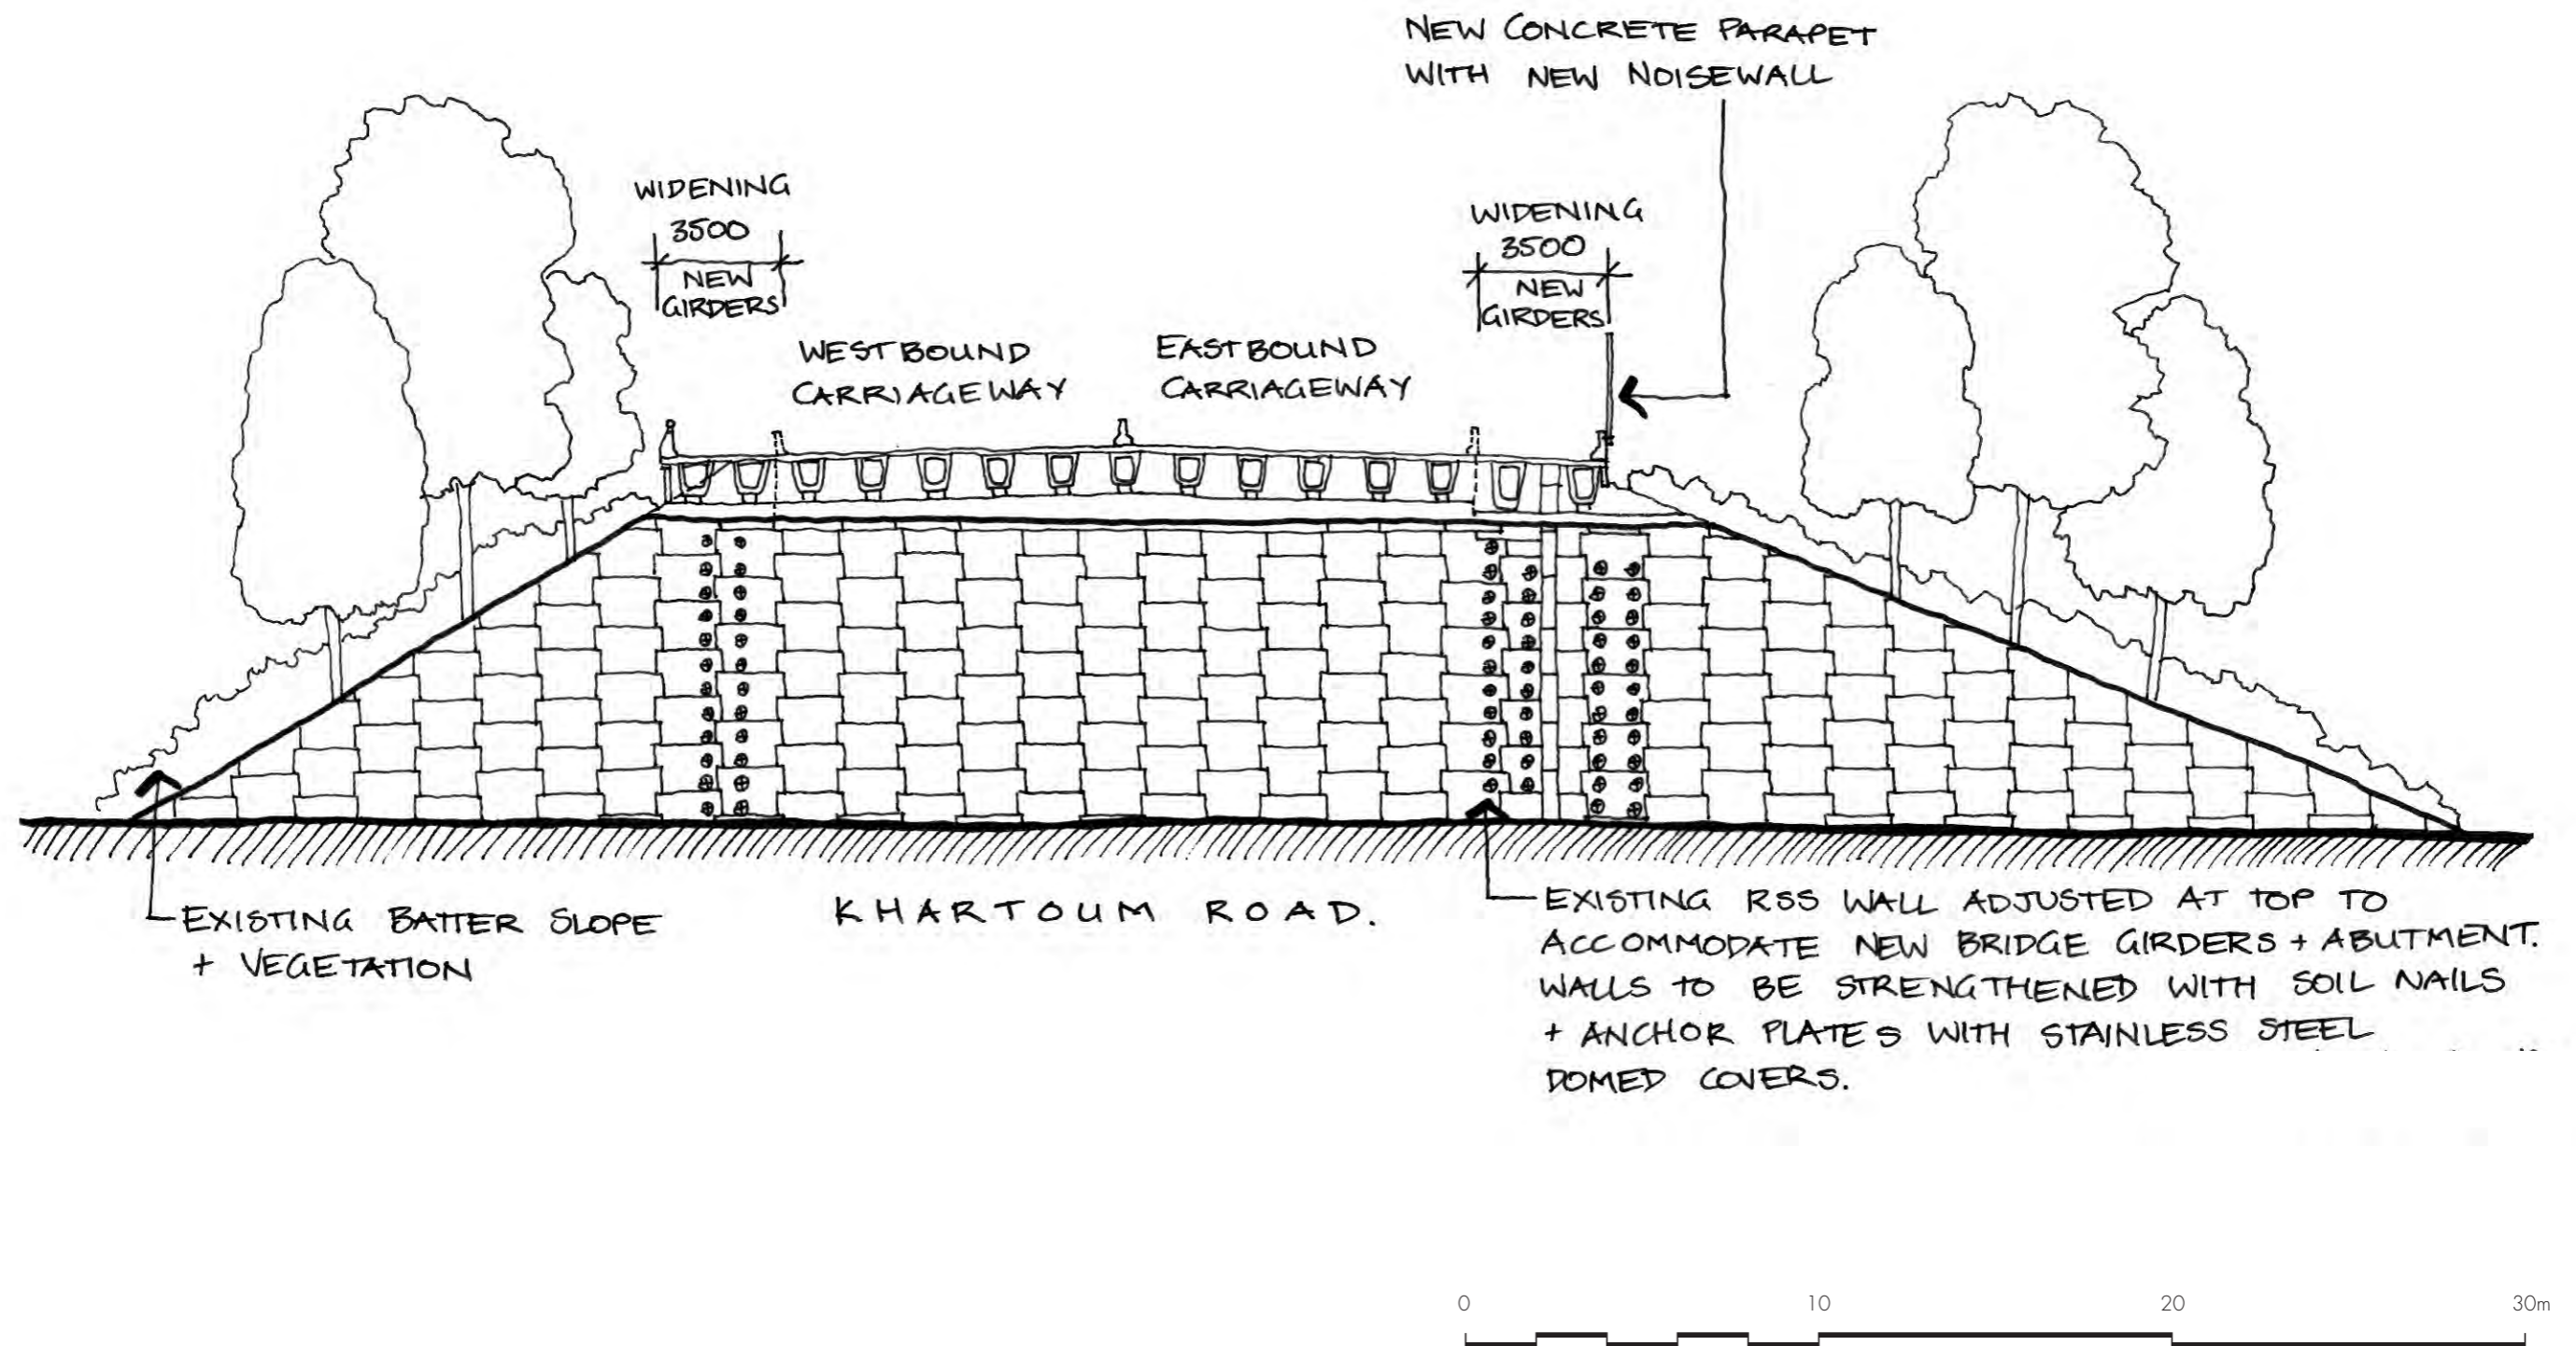 NEW CONCRETE PARAPET
WITH NEW NOISEWALL
WIDENING
3500
NEW
GIRDERS
WIDENING
3500
NEW
GIRDERS
WESTBOUND
CARRIAGEWAY
EASTBOUND
CARRIAGEWAY
EXISTING BATTER SLOPE
+ VEGETATION
KHARTOUM ROAD.
EXISTING RSS WALL ADJUSTED AT TOP TO
ACCOMMODATE NEW BRIDGE GIRDERS + ABUTMENT.
WALLS TO BE STRENGTHENED WITH SOIL NAILS
+ ANCHOR PLATES WITH STAINLESS STEEL
DOMED COVERS.
0 10 20 30m